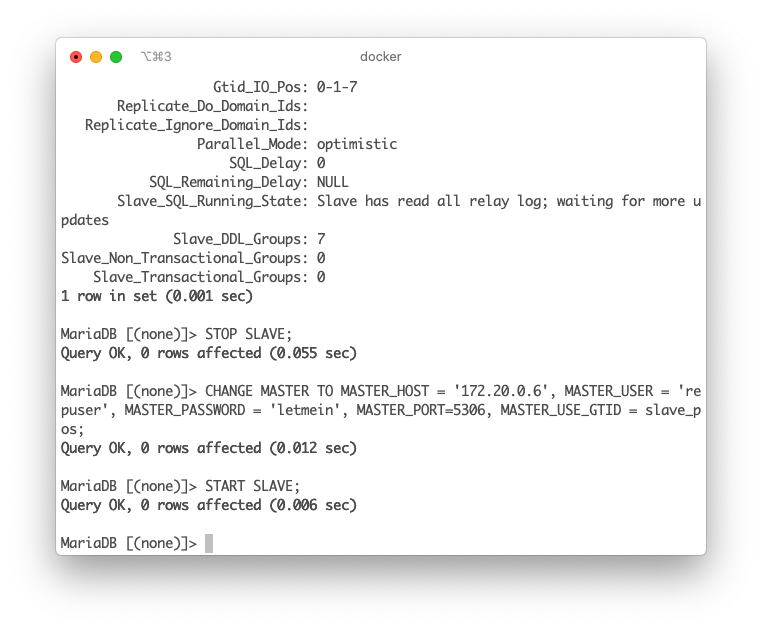 ⌥⌘3 docker
Gtid_IO_Pos: 0-1-7
Replicate_Do_Domain_Ids:
Replicate_Ignore_Domain_Ids:
Parallel_Mode: optimistic
SQL_Delay: 0
SQL_Remaining_Delay: NULL
Slave_SQL_Running_State: Slave has read all relay log; waiting for more u
pdates
Slave_DDL_Groups: 7
Slave_Non_Transactional_Groups: 0
Slave_Transactional_Groups: 0
1 row in set (0.001 sec)
MariaDB [(none)]> STOP SLAVE;
Query OK, 0 rows affected (0.055 sec)
MariaDB [(none)]> CHANGE MASTER TO MASTER_HOST = '172.20.0.6', MASTER_USER = 're
puser', MASTER_PASSWORD = 'letmein', MASTER_PORT=5306, MASTER_USE_GTID = slave_p
os;
Query OK, 0 rows affected (0.012 sec)
MariaDB [(none)]> START SLAVE;
Query OK, 0 rows affected (0.006 sec)
MariaDB [(none)]>